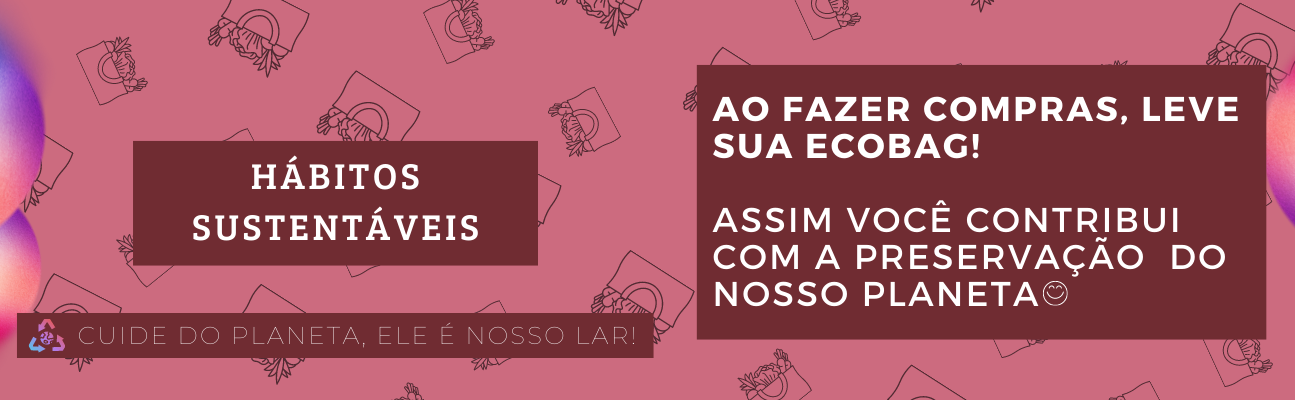 HÁBITOS
SUSTENTÁVEIS
CUIDE DO PLANETA, ELE É NOSSO LAR!
AO FAZER COMPRAS, LEVE
SUA ECOBAG!
ASSIM VOCÊ CONTRIBUI
COM A PRESERVAÇÃO DO
NOSSO PLANETA😊